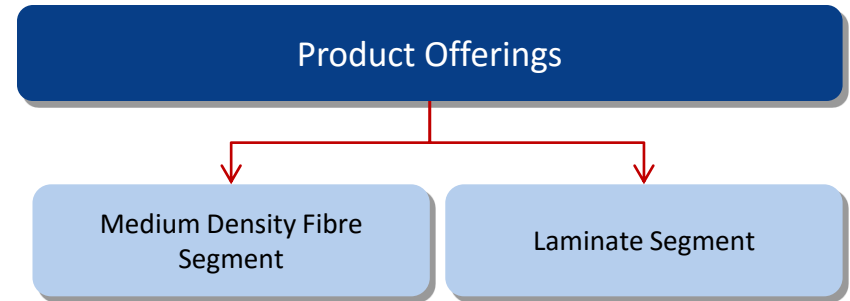 Product Offerings
Medium Density Fibre
Segment
Laminate Segment